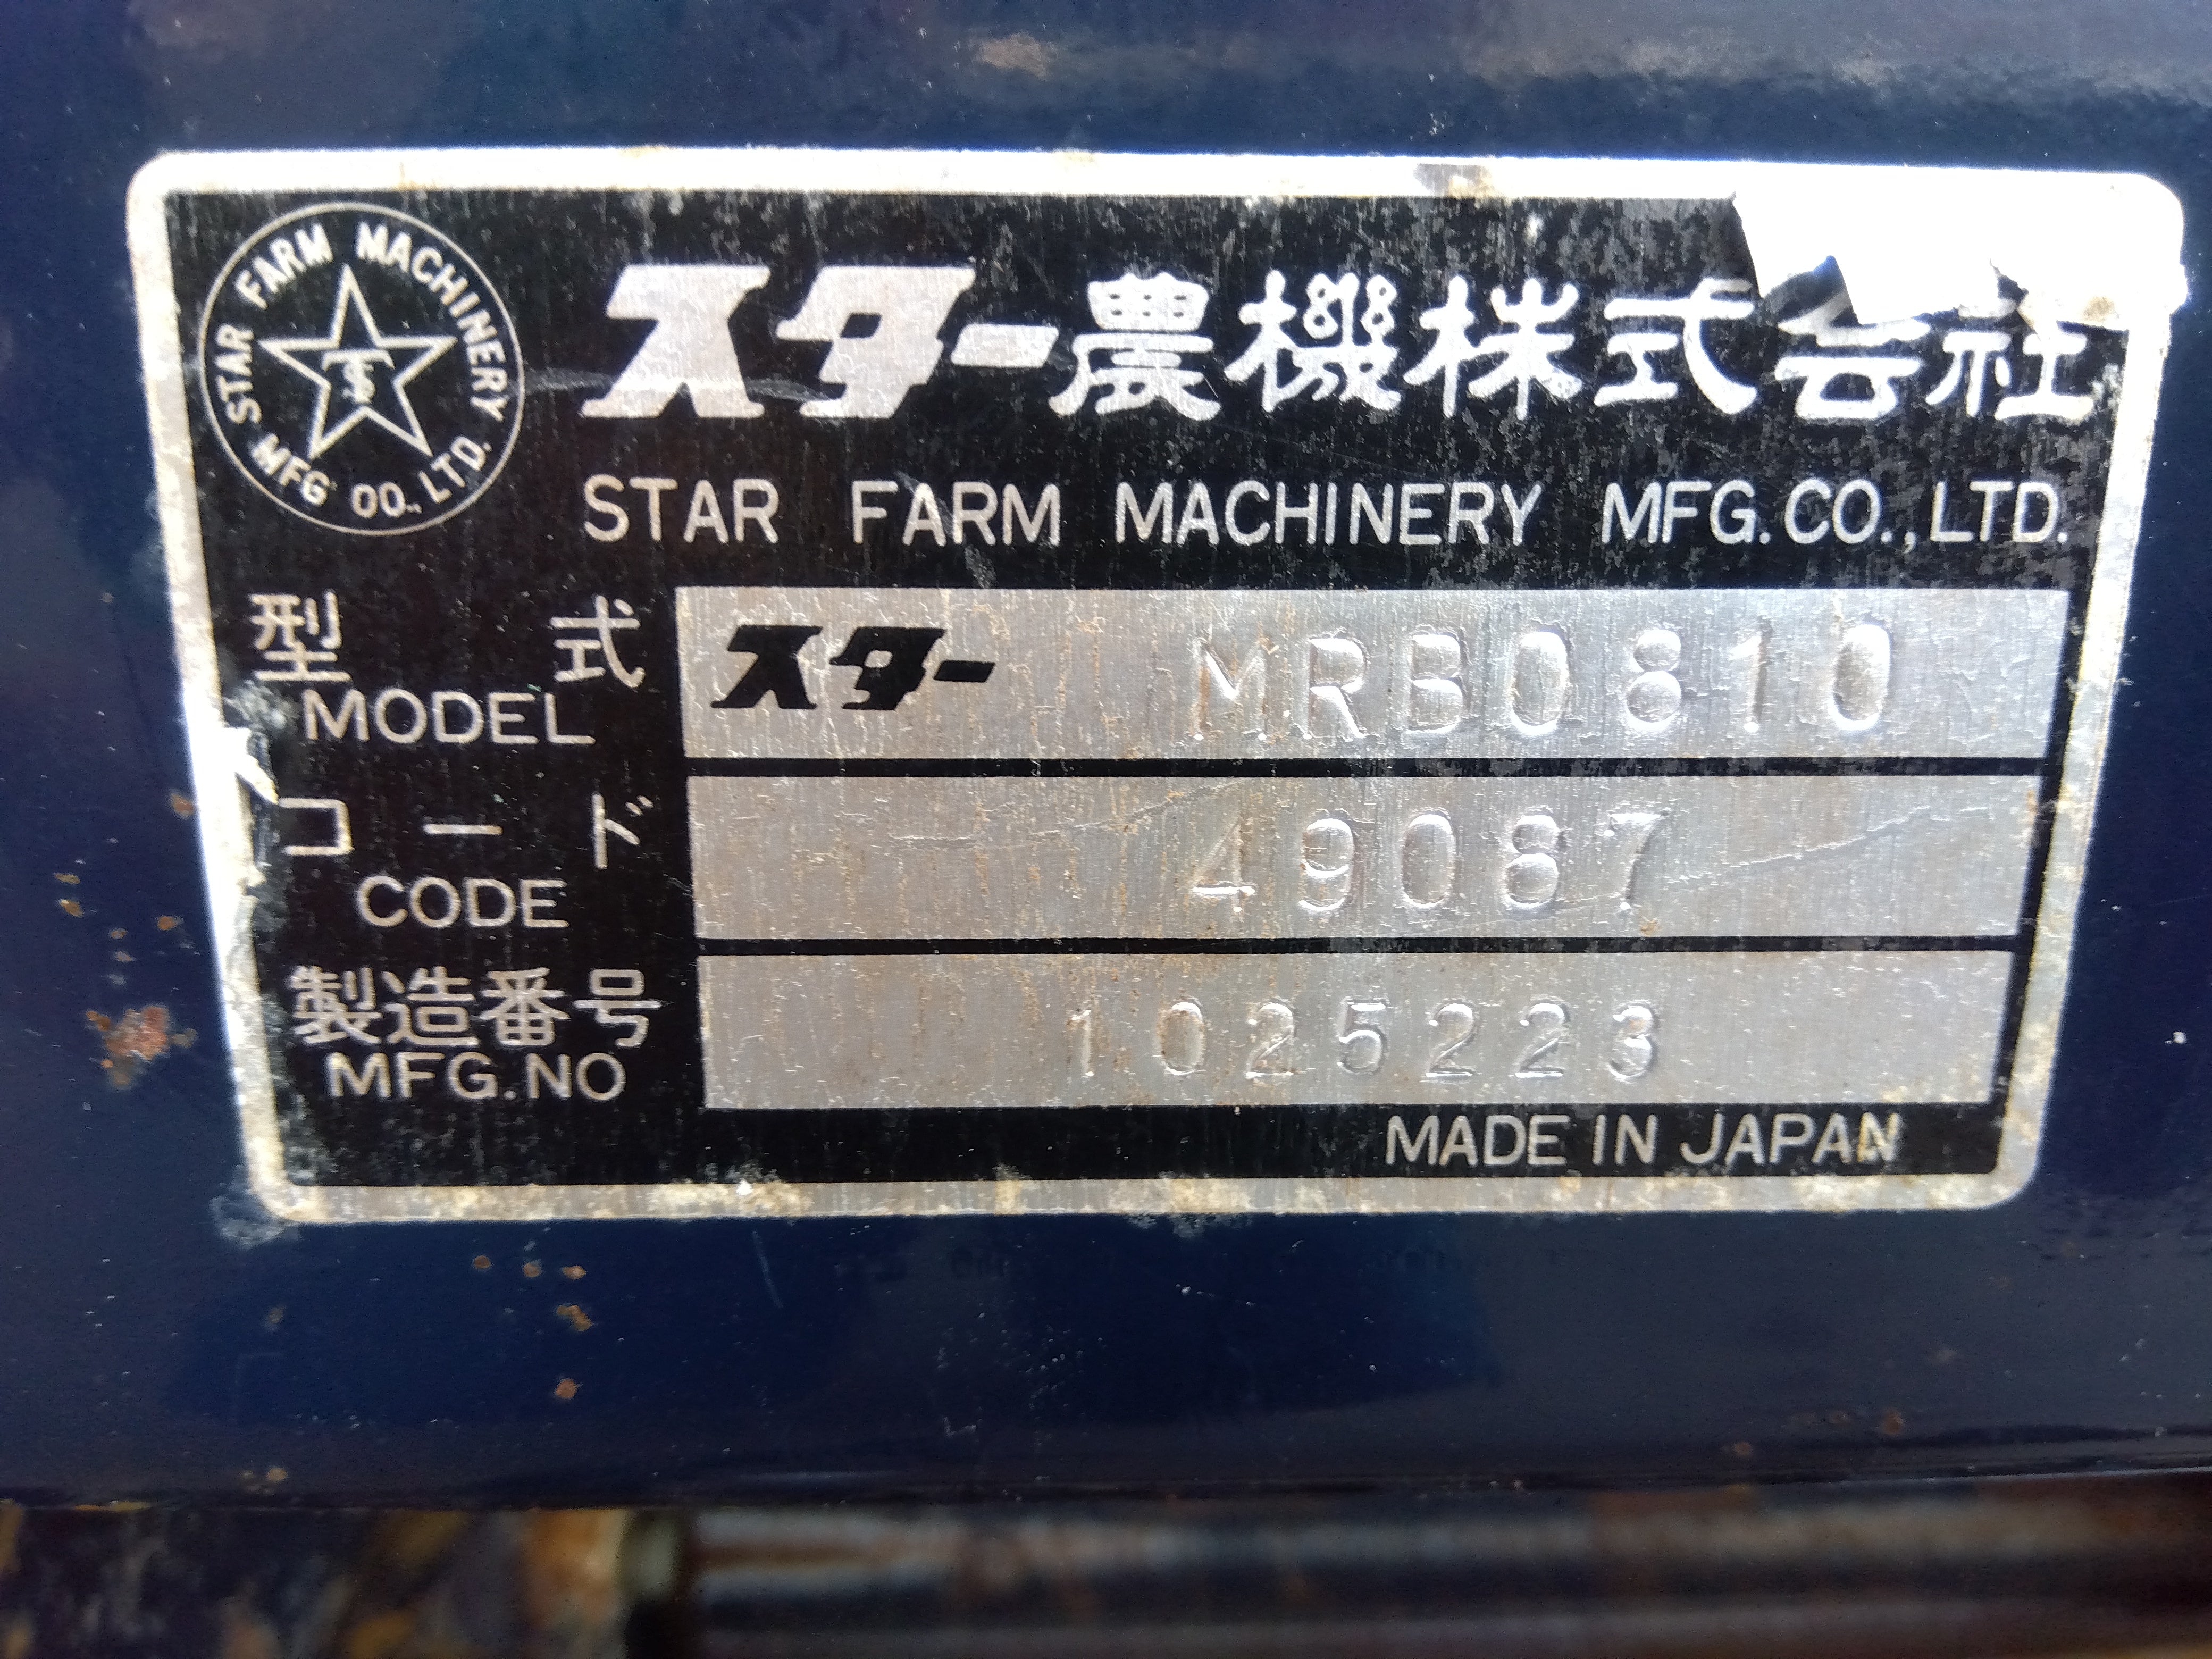 STAR FARM MACHINERY
MFG. CO., LTD.
TS
スター農機株式会社
STAR FARM MACHINERY MFG. CO., LTD.
型式 スター MRB0810
MODEL
コード 49087
CODE
製造番号 1025223
MFG. NO
MADE IN JAPAN